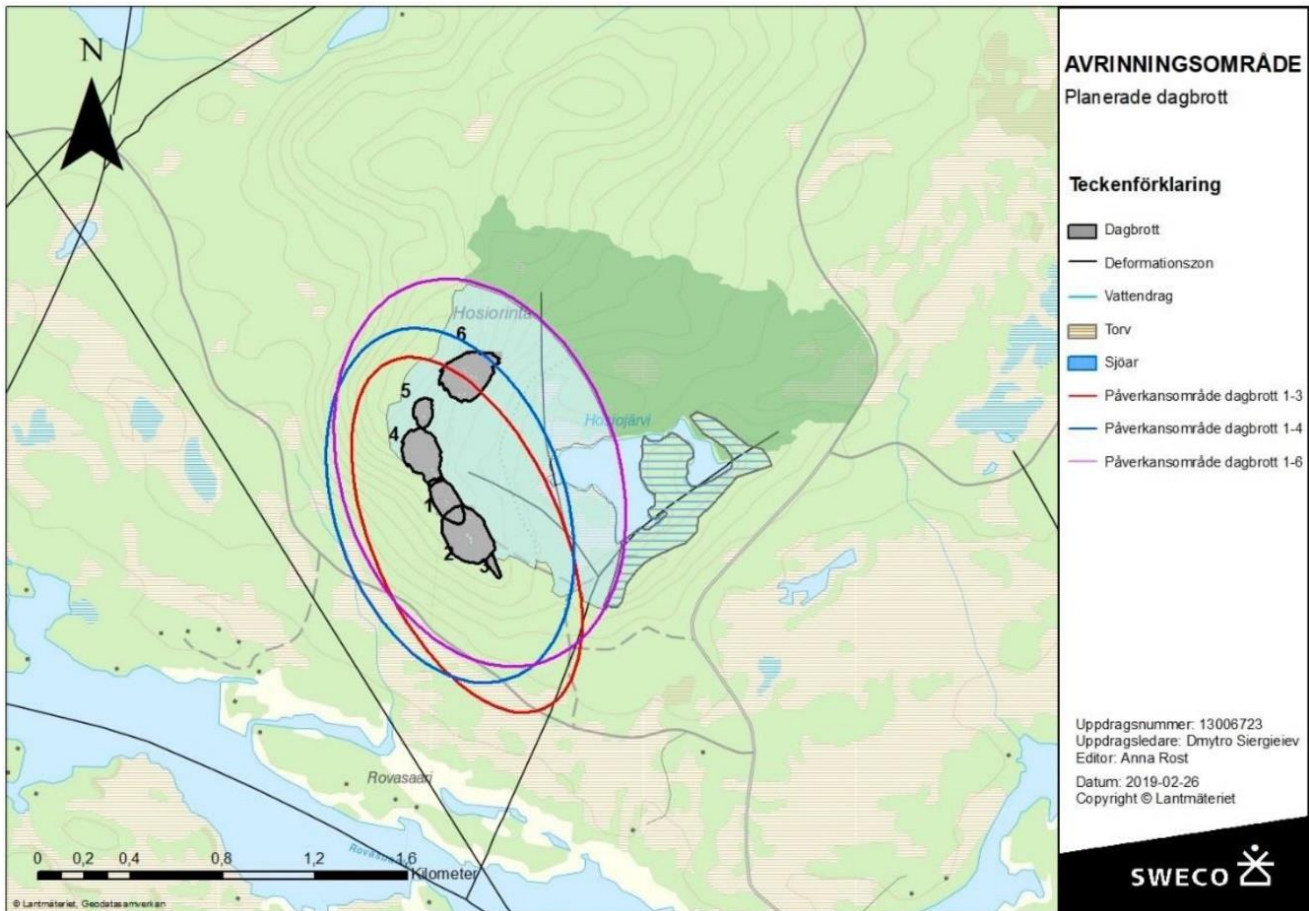 N
Hosiorinta
6
5
4
Hosiojärvi
1
2
3
Rovasaari
0 0,2 0,4 0,8 1,2 1,6
Kilometer
© Lantmäteriet, Geodatasamverkan
AVRINNINGSOMRÅDE
Planerade dagbrott
Teckenförklaring
Dagbrott
Deformationszon
Vattendrag
Torv
Sjöar
Påverkansområde dagbrott 1-3
Påverkansområde dagbrott 1-4
Påverkansområde dagbrott 1-6
Uppdragsnummer: 13006723
Uppdragsledare: Dmytro Siergieiev
Editor: Anna Rost
Datum: 2019-02-26
Copyright © Lantmäteriet
SWECO